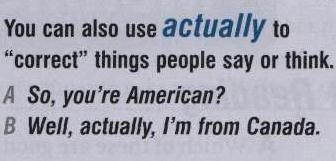 You can also use actually to
“correct” things people say or think.
A So, you're American?
B Well, actually, I'm from Canada.